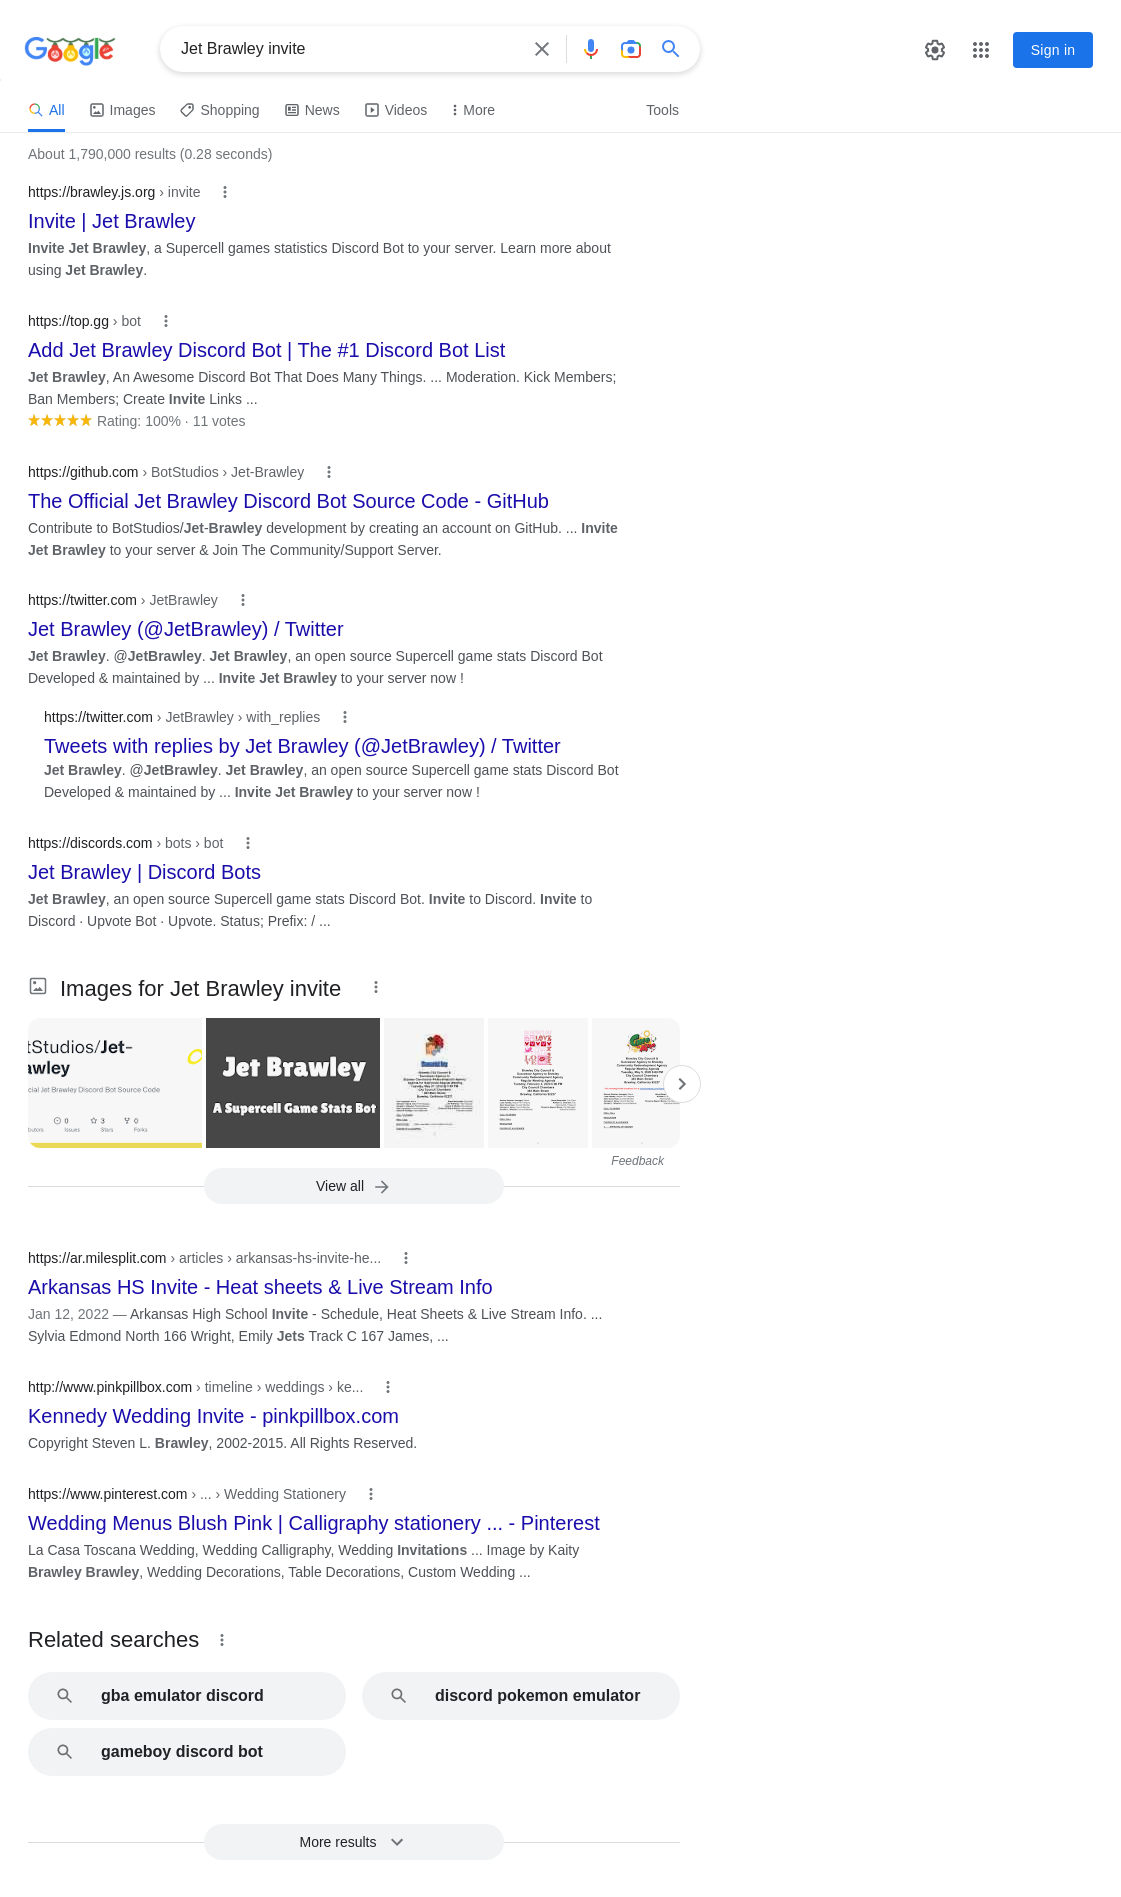 Google
Jet Brawley invite
Sign in
All Images Shopping News Videos More Tools
About 1,790,000 results (0.28 seconds)
https://brawley.js.org › invite
Invite | Jet Brawley
Invite Jet Brawley, a Supercell games statistics Discord Bot to your server. Learn more about
using Jet Brawley.
https://top.gg › bot
Add Jet Brawley Discord Bot | The #1 Discord Bot List
Jet Brawley, An Awesome Discord Bot That Does Many Things. ... Moderation. Kick Members;
Ban Members; Create Invite Links ...
Rating: 100% · 11 votes
https://github.com › BotStudios › Jet-Brawley
The Official Jet Brawley Discord Bot Source Code - GitHub
Contribute to BotStudios/Jet-Brawley development by creating an account on GitHub. ... Invite
Jet Brawley to your server & Join The Community/Support Server.
https://twitter.com › JetBrawley
Jet Brawley (@JetBrawley) / Twitter
Jet Brawley. @JetBrawley. Jet Brawley, an open source Supercell game stats Discord Bot
Developed & maintained by ... Invite Jet Brawley to your server now !
https://twitter.com › JetBrawley › with_replies
Tweets with replies by Jet Brawley (@JetBrawley) / Twitter
Jet Brawley. @JetBrawley. Jet Brawley, an open source Supercell game stats Discord Bot
Developed & maintained by ... Invite Jet Brawley to your server now !
https://discords.com › bots › bot
Jet Brawley | Discord Bots
Jet Brawley, an open source Supercell game stats Discord Bot. Invite to Discord. Invite to
Discord · Upvote Bot · Upvote. Status; Prefix: / ...
Images for Jet Brawley invite
tStudios/Jet-
awley
cial Jet Brawley Discord Bot Source Code
0 3 0
Issues Stars Forks
Jet Brawley
A Supercell Game Stats Bot
Feedback
View all
https://ar.milesplit.com › articles › arkansas-hs-invite-he...
Arkansas HS Invite - Heat sheets & Live Stream Info
Jan 12, 2022 — Arkansas High School Invite - Schedule, Heat Sheets & Live Stream Info. ...
Sylvia Edmond North 166 Wright, Emily Jets Track C 167 James, ...
http://www.pinkpillbox.com › timeline › weddings › ke...
Kennedy Wedding Invite - pinkpillbox.com
Copyright Steven L. Brawley, 2002-2015. All Rights Reserved.
https://www.pinterest.com › ... › Wedding Stationery
Wedding Menus Blush Pink | Calligraphy stationery ... - Pinterest
La Casa Toscana Wedding, Wedding Calligraphy, Wedding Invitations ... Image by Kaity
Brawley Brawley, Wedding Decorations, Table Decorations, Custom Wedding ...
Related searches
gba emulator discord
discord pokemon emulator
gameboy discord bot
More results